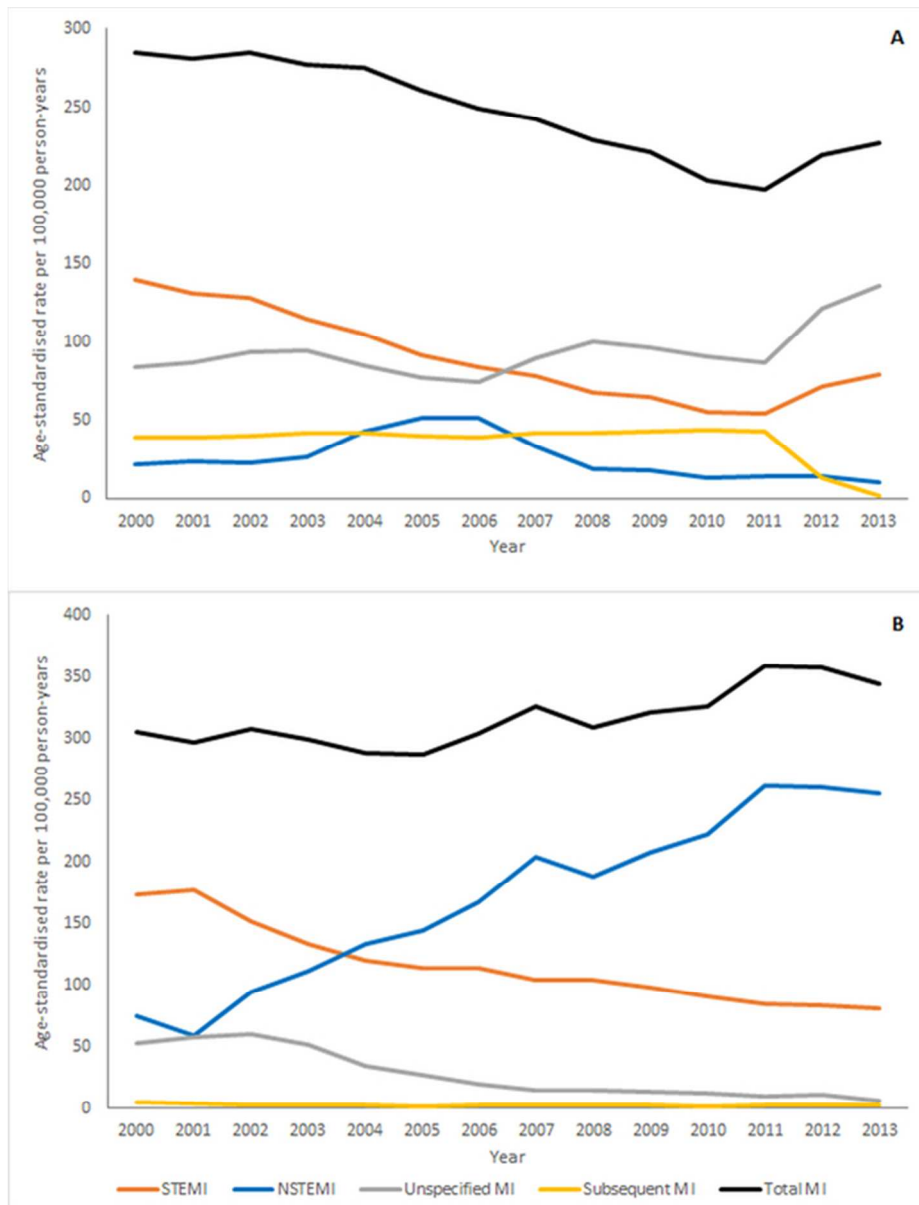 A
300
250
200
150
100
50
0
Age-standardised rate per 100,000 person-years
2000 2001 2002 2003 2004 2005 2006 2007 2008 2009 2010 2011 2012 2013
Year
B
400
350
300
250
200
150
100
50
0
Age-standardised rate per 100,000 person-years
2000 2001 2002 2003 2004 2005 2006 2007 2008 2009 2010 2011 2012 2013
Year
STEMI NSTEMI Unspecified MI Subsequent MI Total MI